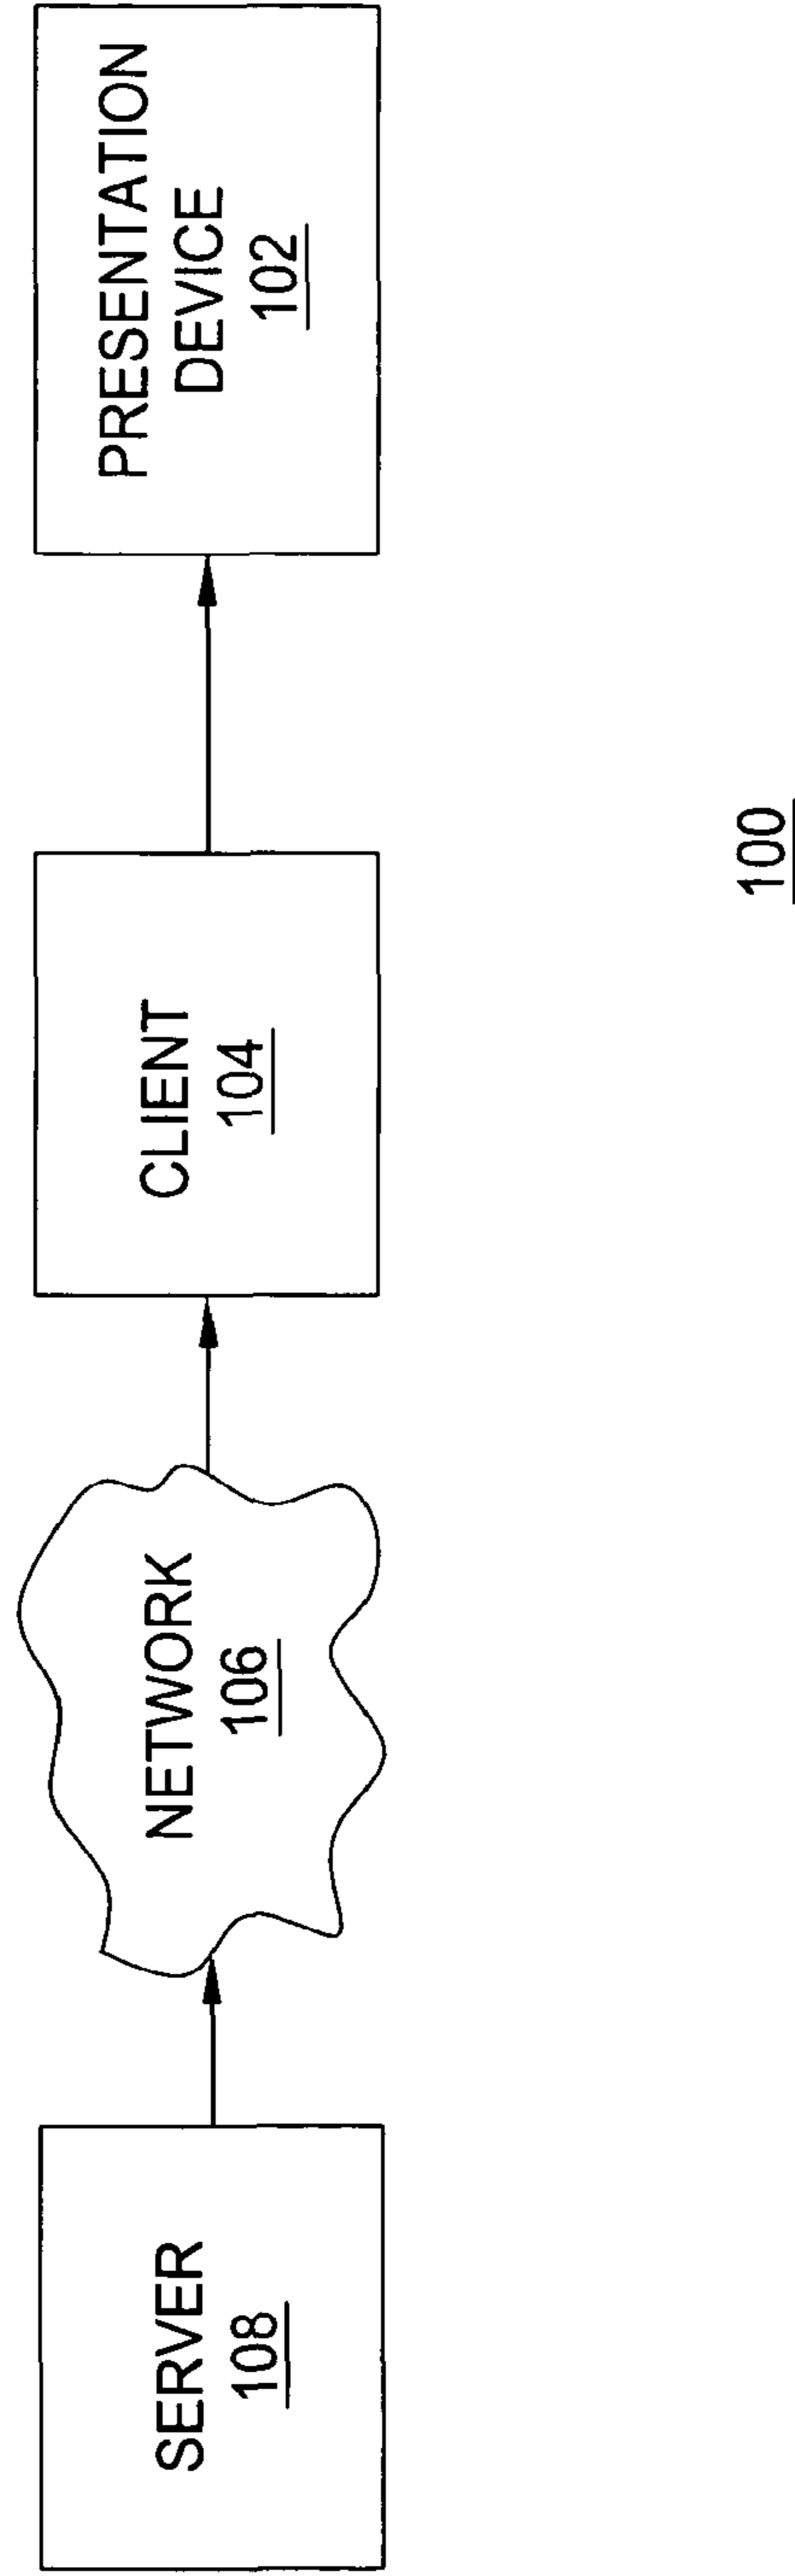 SERVER
108
NETWORK
106
CLIENT
104
PRESENTATION
DEVICE
102
100